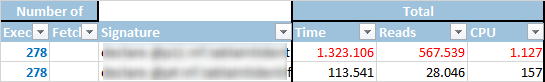 Number of Total
Exec Fetch Signature Time Reads CPU
278 1.323.106 567.539 1.127
278 113.541 28.046 157